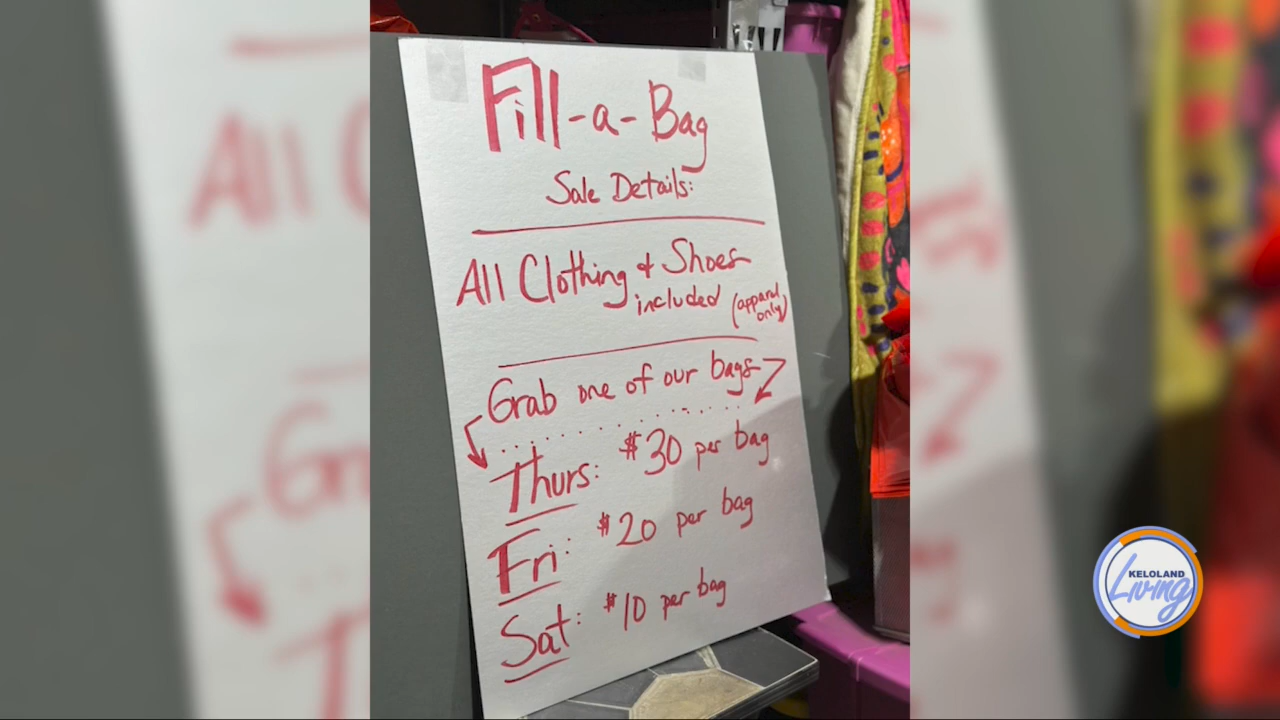 Fill-a-Bag
Sale Details:
All Clothing & Shoes
included (apparel
only)
Grab one of our bags
Thurs: $30 per bag
Fri: $20 per bag
Sat: $10 per bag
KELOLAND
Living